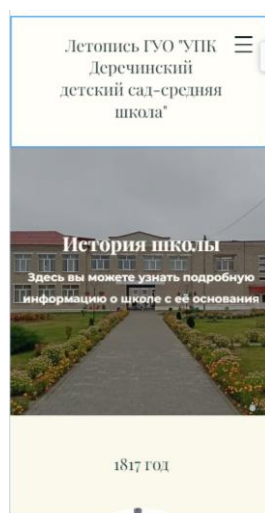 Летопись ГУО "УПК
Деречинский
детский сад-средняя
школа"
История школы
Здесь вы можете узнать подробную
информацию о школе с её основания
1817 год